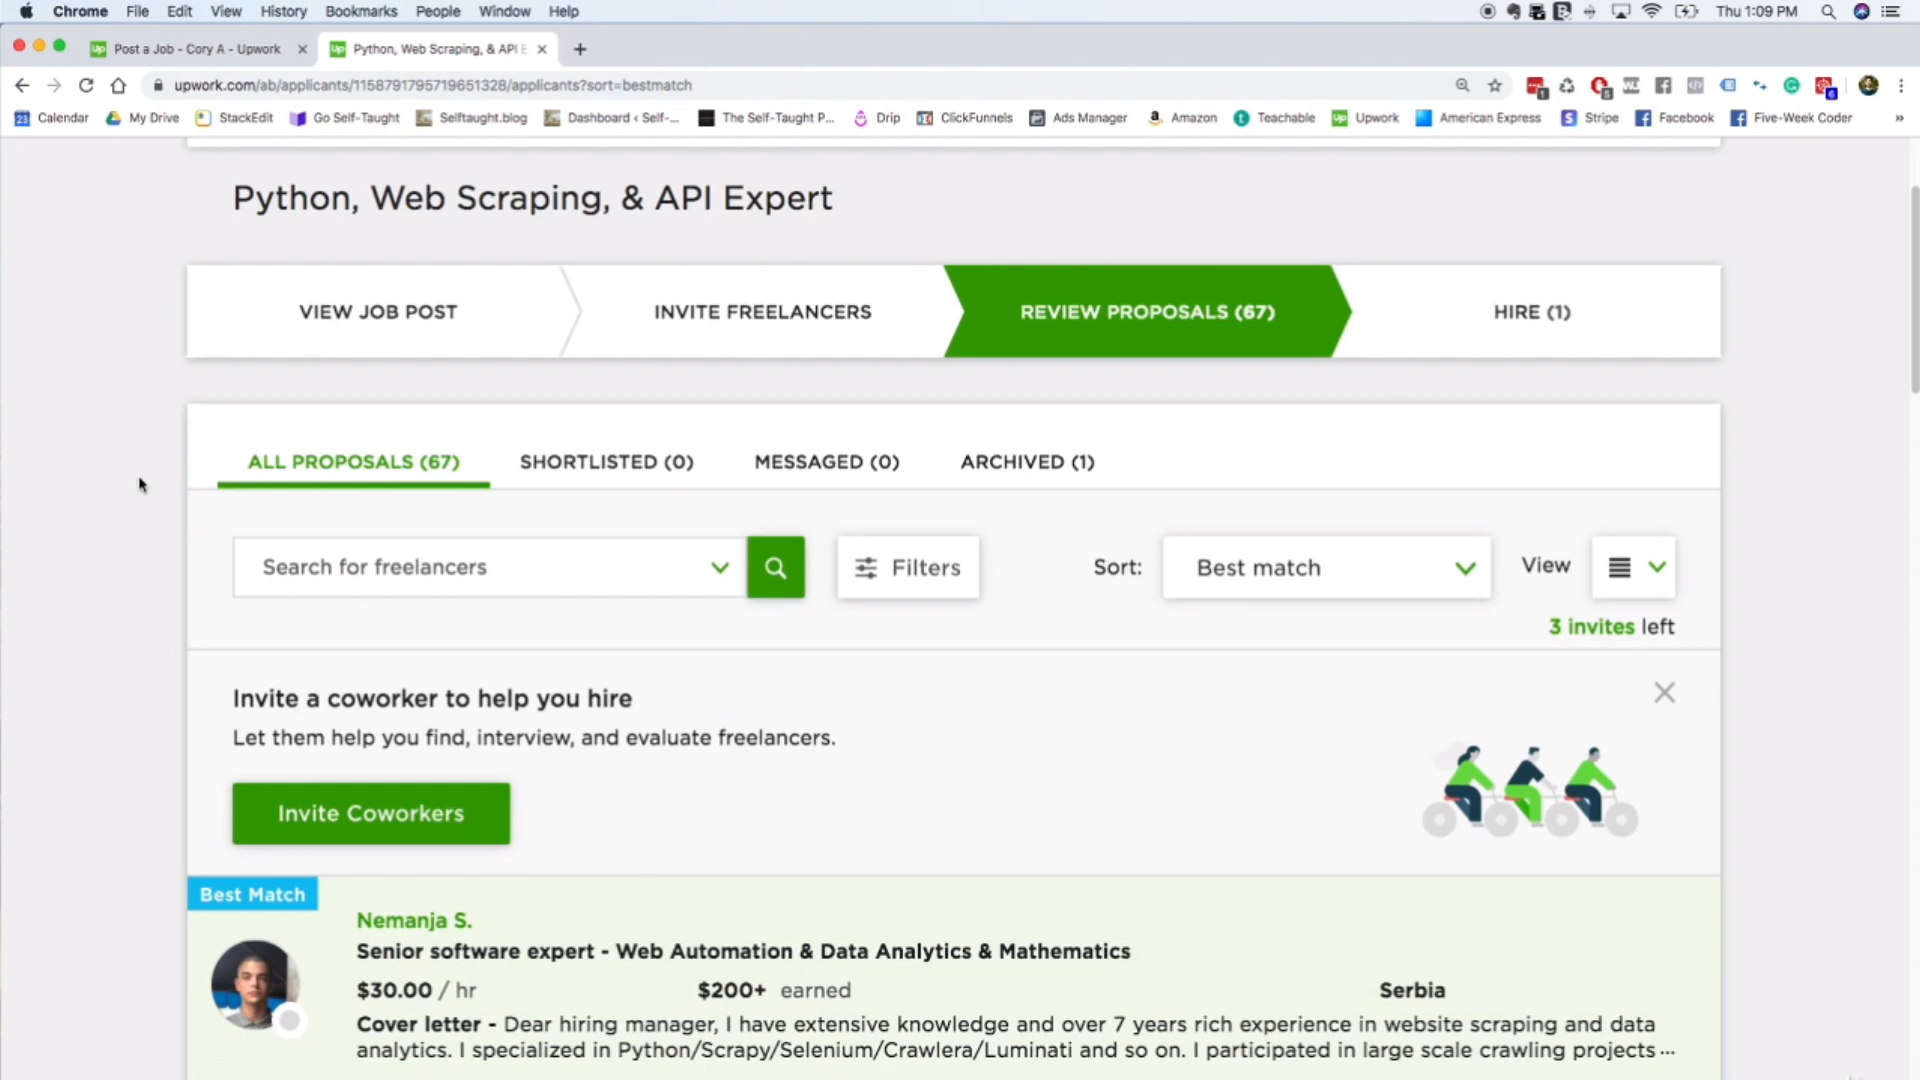 Chrome File Edit View History Bookmarks People Window Help Thu 1:09 PM
Post a Job - Cory A - Upwork Python, Web Scraping, & API E
upwork.com/ab/applicants/1158791795719651328/applicants?sort=bestmatch
Calendar My Drive StackEdit Go Self-Taught Selftaught.blog Dashboard ‹ Self-... The Self-Taught P... Drip ClickFunnels Ads Manager Amazon Teachable Upwork American Express Stripe Facebook Five-Week Coder »
Python, Web Scraping, & API Expert
VIEW JOB POST INVITE FREELANCERS REVIEW PROPOSALS (67) HIRE (1)
ALL PROPOSALS (67) SHORTLISTED (0) MESSAGED (0) ARCHIVED (1)
Search for freelancers Filters Sort: Best match View
3 invites left
Invite a coworker to help you hire
Let them help you find, interview, and evaluate freelancers.
Invite Coworkers
Best Match
Nemanja S.
Senior software expert - Web Automation & Data Analytics & Mathematics
$30.00 / hr $200+ earned Serbia
Cover letter - Dear hiring manager, I have extensive knowledge and over 7 years rich experience in website scraping and data
analytics. I specialized in Python/Scrapy/Selenium/Crawlera/Luminati and so on. I participated in large scale crawling projects ...